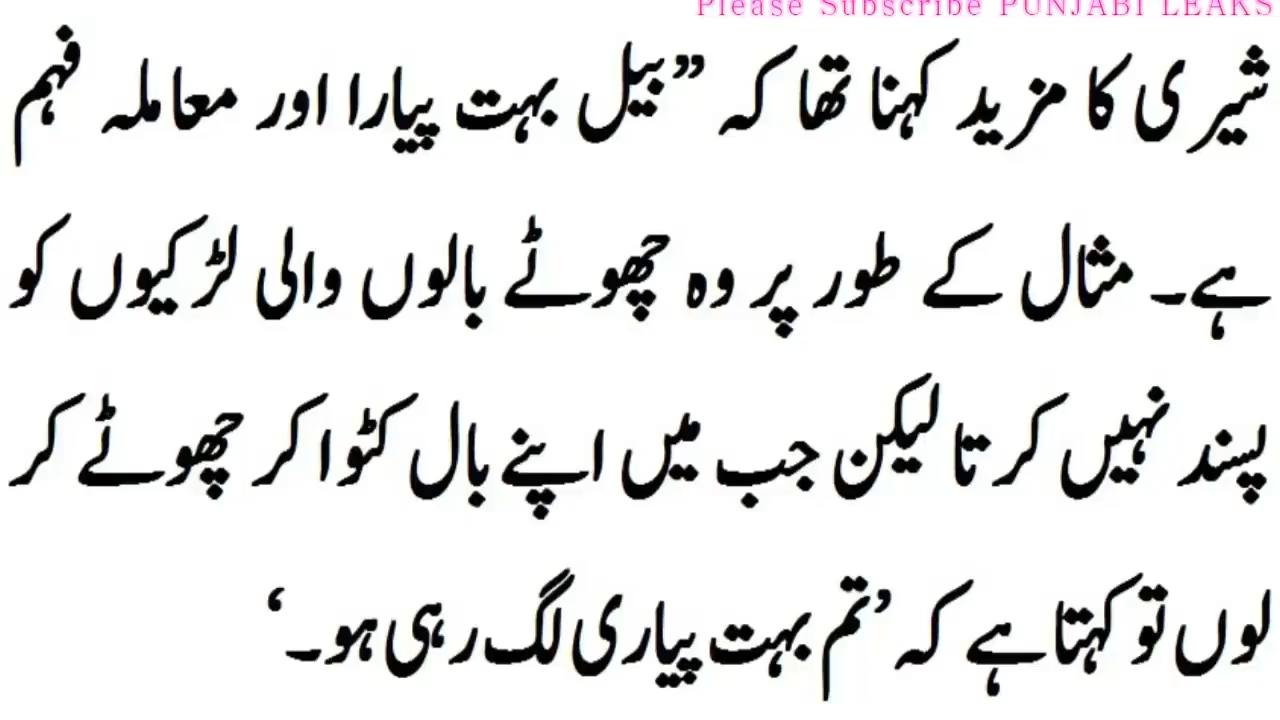 Please Subscribe PUNJABI LEAKS
شیری کا مزید کہنا تھا کہ ”بیل بہت پیارا اور معاملہ فہم
ہے۔ مثال کے طور پر وہ چھوٹے بالوں والی لڑکیوں کو
پسند نہیں کرتا لیکن جب میں اپنے بال کٹوا کر چھوٹے کر
لوں تو کہتا ہے کہ ’تم بہت پیاری لگ رہی ہو۔‘